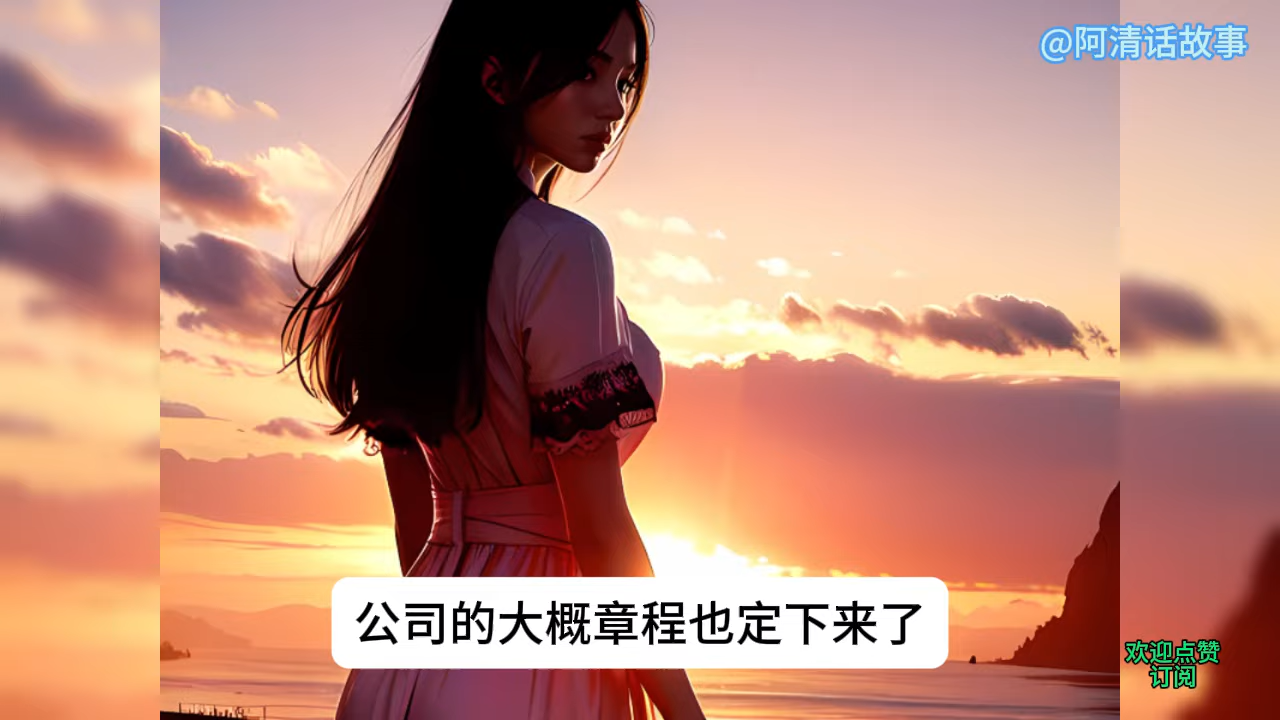 @阿清话故事
公司的大概章程也定下来了
欢迎点赞
订阅